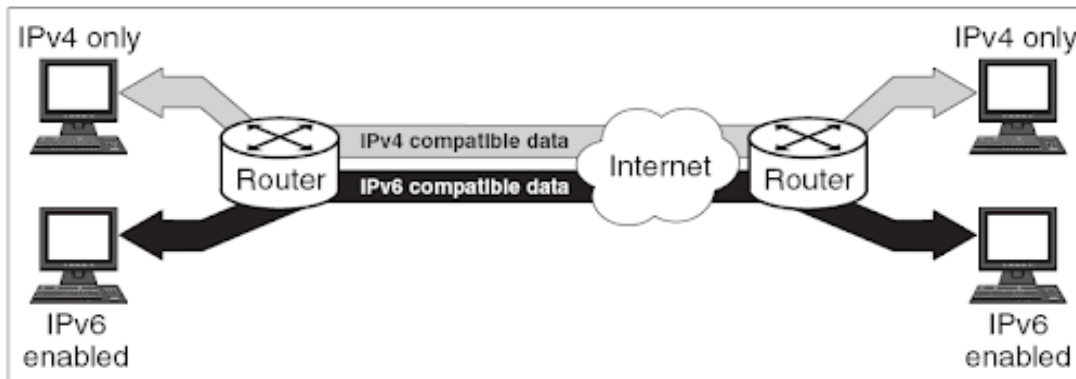 IPv4 only
IPv4 only
IPv4 compatible data
Internet
Router
Router
IPv6 compatible data
IPv6
enabled
IPv6
enabled